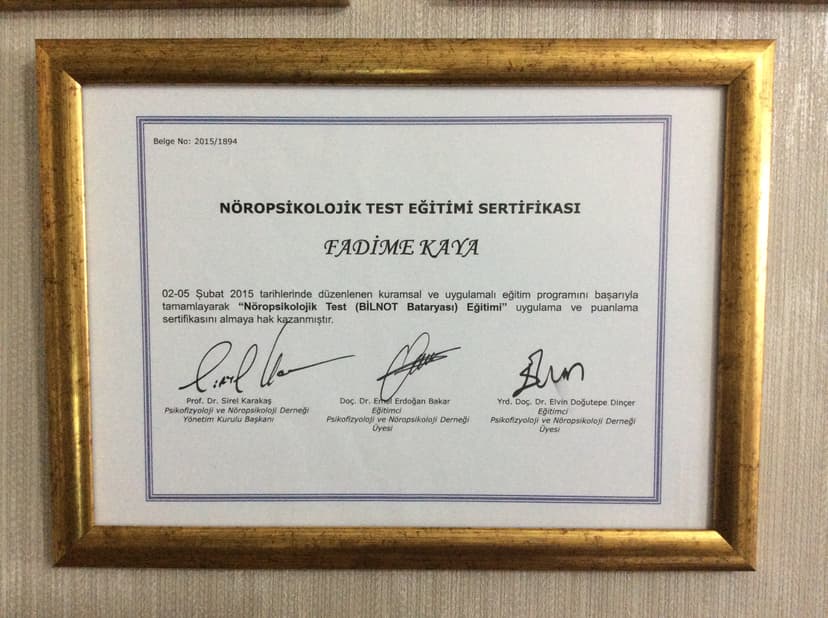 Belge No: 2015/1894
NÖROPSİKOLOJİK TEST EĞİTİMİ SERTİFİKASI
FADİME KAYA
02-05 Şubat 2015 tarihlerinde düzenlenen kuramsal ve uygulamalı eğitim programını başarıyla
tamamlayarak “Nöropsikolojik Test (BİLNOT Bataryası) Eğitimi” uygulama ve puanlama
sertifikasını almaya hak kazanmıştır.
Prof. Dr. Sirel Karakaş
Psikofizyoloji ve Nöropsikoloji Derneği
Yönetim Kurulu Başkanı
Doç. Dr. Emel Erdoğan Bakar
Eğitimci
Psikofizyoloji ve Nöropsikoloji Derneği
Üyesi
Yrd. Doç. Dr. Elvin Doğutepe Dinçer
Eğitimci
Psikofizyoloji ve Nöropsikoloji Derneği
Üyesi